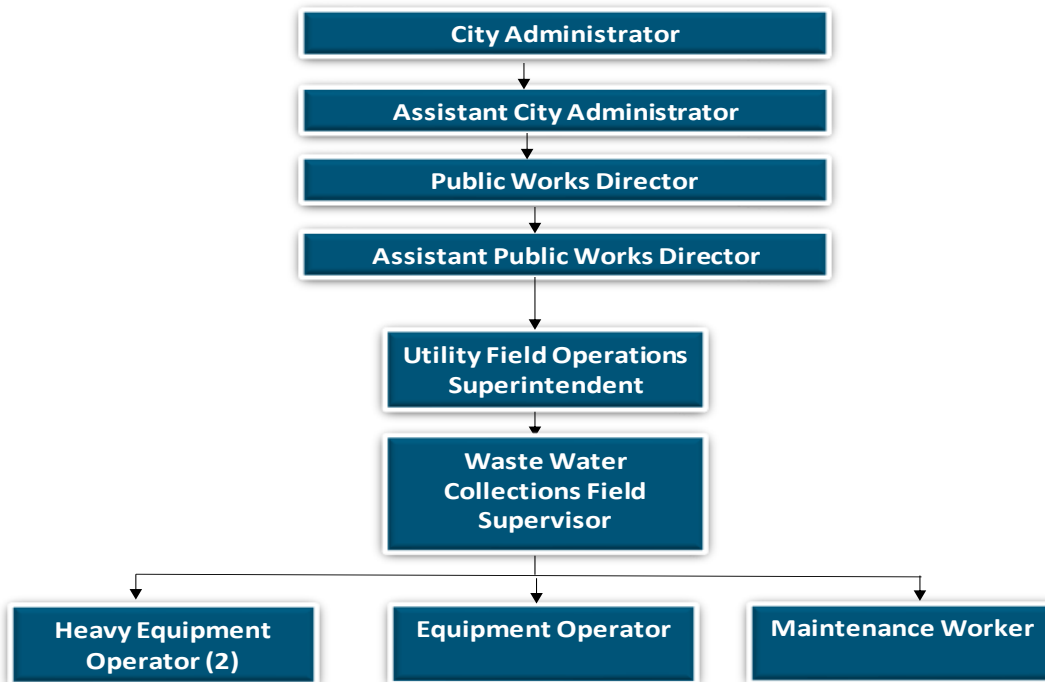 City Administrator
Assistant City Administrator
Public Works Director
Assistant Public Works Director
Utility Field Operations
Superintendent
Waste Water
Collections Field
Supervisor
Heavy Equipment
Operator (2)
Equipment Operator
Maintenance Worker